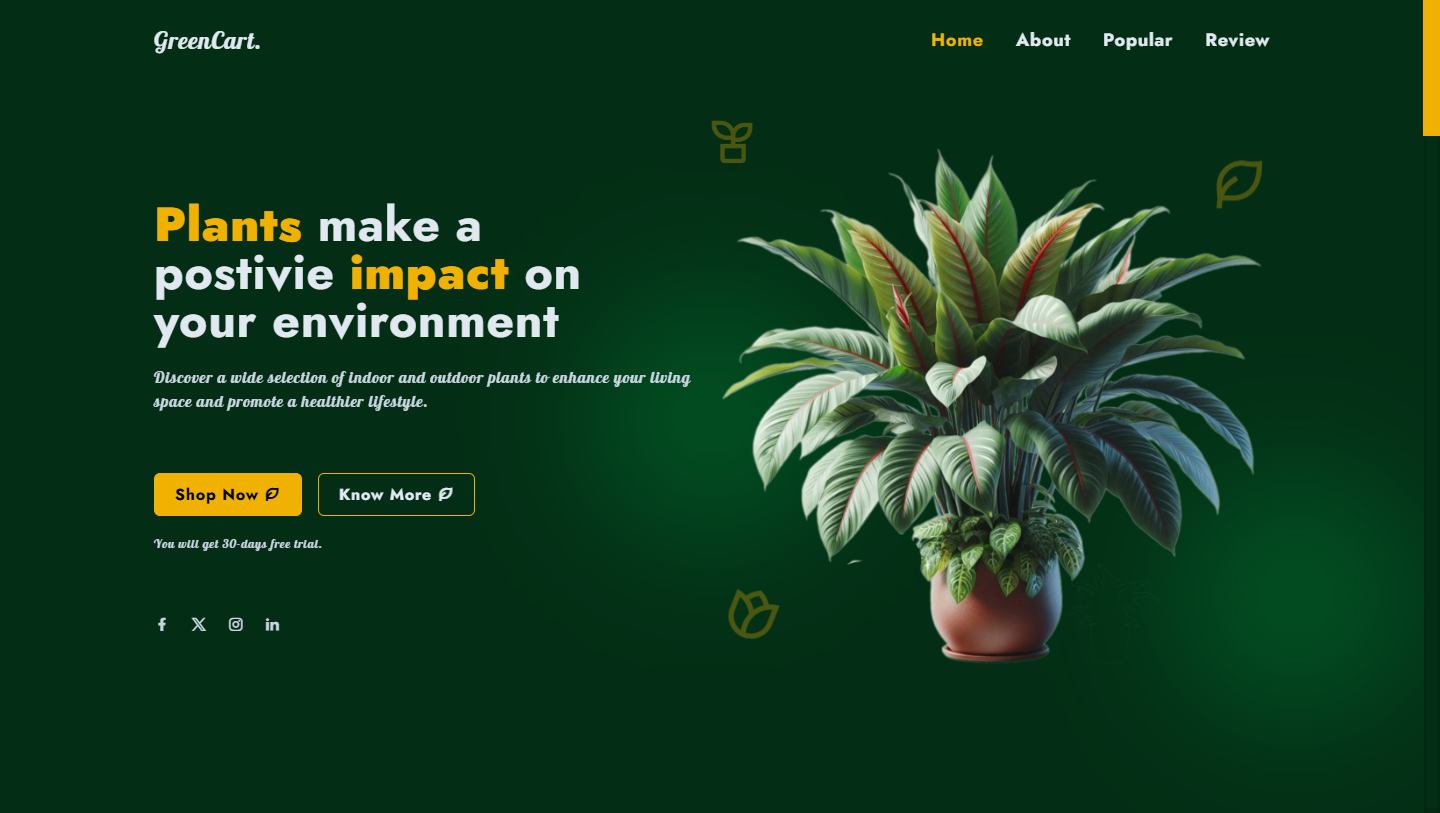 GreenCart.
Home About Popular Review
Plants make a
postivie impact on
your environment
Discover a wide selection of indoor and outdoor plants to enhance your living
space and promote a healthier lifestyle.
Shop Now Know More
You will get 30-days free trial.